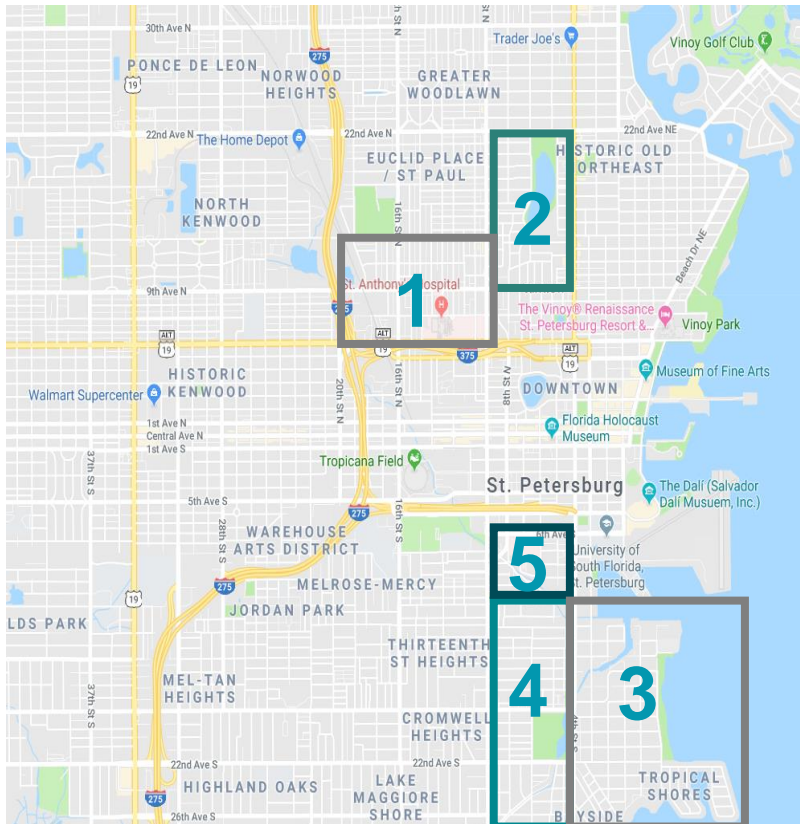 30th Ave N
Trader Joe's
Vinoy Golf Club
275
PONCE DE LEON
NORWOOD
HEIGHTS
GREATER
WOODLAWN
19
22nd Ave N
22nd Ave N
22nd Ave NE
The Home Depot
EUCLID PLACE
/ ST PAUL
HISTORIC OLD
ORTHEAST
NORTH
KENWOOD
16th St N
2
Beach Dr NE
St. Anthony's Hospital
1
9th Ave N
275
The Vinoy® Renaissance
St. Petersburg Resort &...
Vinoy Park
ALT
19
ALT
19
375
ALT
19
HISTORIC
KENWOOD
20th St N
16th St N
8th St N
DOWNTOWN
Museum of Fine Arts
Walmart Supercenter
1st Ave N
Central Ave N
1st Ave S
Florida Holocaust
Museum
37th St S
Tropicana Field
St. Petersburg
The Dalí (Salvador
Dalí Musuem, Inc.)
5th Ave S
28th St S
275
16th St S
WAREHOUSE
ARTS DISTRICT
6th Ave S
5
University of
South Florida,
St. Petersburg
275
MELROSE-MERCY
JORDAN PARK
19
LDS PARK
THIRTEENTH
ST HEIGHTS
4
3
MEL-TAN
HEIGHTS
37th St S
CROMWELL
HEIGHTS
4th St S
22nd Ave S
22nd Ave S
275
HIGHLAND OAKS
LAKE
MAGGIORE
SHORE
TROPICAL
SHORES
26th Ave S